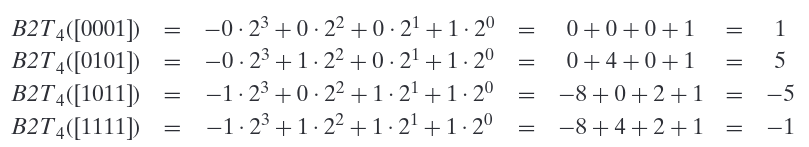 B2T₄([0001]) = −0 · 2³ + 0 · 2² + 0 · 2¹ + 1 · 2⁰ = 0 + 0 + 0 + 1 = 1
B2T₄([0101]) = −0 · 2³ + 1 · 2² + 0 · 2¹ + 1 · 2⁰ = 0 + 4 + 0 + 1 = 5
B2T₄([1011]) = −1 · 2³ + 0 · 2² + 1 · 2¹ + 1 · 2⁰ = −8 + 0 + 2 + 1 = −5
B2T₄([1111]) = −1 · 2³ + 1 · 2² + 1 · 2¹ + 1 · 2⁰ = −8 + 4 + 2 + 1 = −1